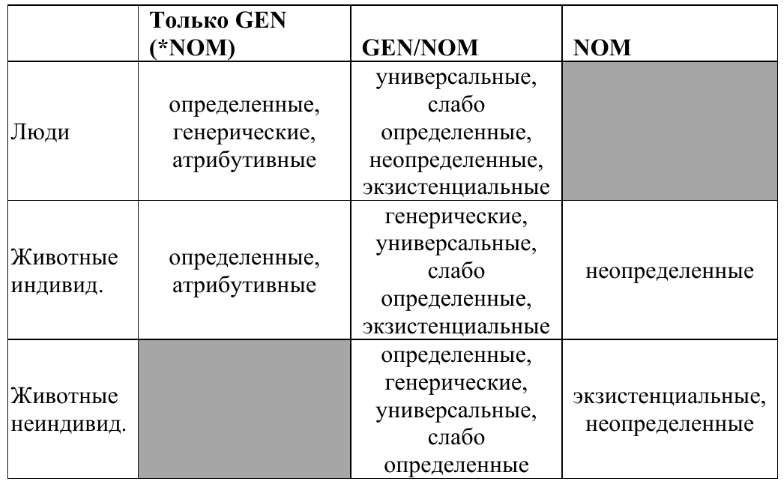 Только GEN
(*NOM)
GEN/NOM
NOM
Люди
определенные,
генерические,
атрибутивные
универсальные,
слабо
определенные,
неопределенные,
экзистенциальные
Животные
индивид.
определенные,
атрибутивные
генерические,
универсальные,
слабо
определенные,
экзистенциальные
неопределенные
Животные
неиндивид.
определенные,
генерические,
универсальные,
слабо
определенные
экзистенциальные,
неопределенные